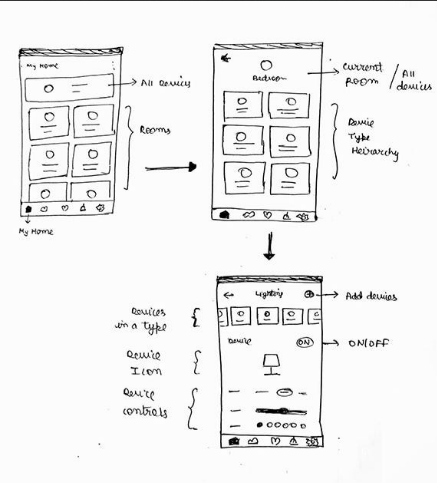 My Home
All Devices
Rooms
My Home
Bedroom
Current
Room / All
devices
Device
Type
Heirarchy
Lighting
Add devices
Devices
in a Type
Device
ON
ON/OFF
Device
Icon
Device
controls